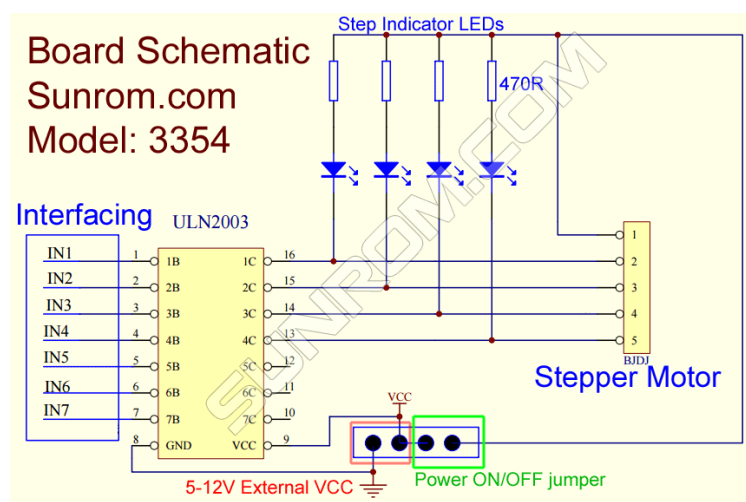 Step Indicator LEDs
Board Schematic
Sunrom.com
Model: 3354
470R
Interfacing
ULN2003
IN1 1 1B 1C 16
IN2 2 2B 2C 15
IN3 3 3B 3C 14
IN4 4 4B 4C 13
IN5 5 5B 5C 12
IN6 6 6B 6C 11
IN7 7 7B 7C 10
8 GND VCC 9
1
2
3
4
5
BJDJ
Stepper Motor
VCC
5-12V External VCC
Power ON/OFF jumper
SUNROM.COM